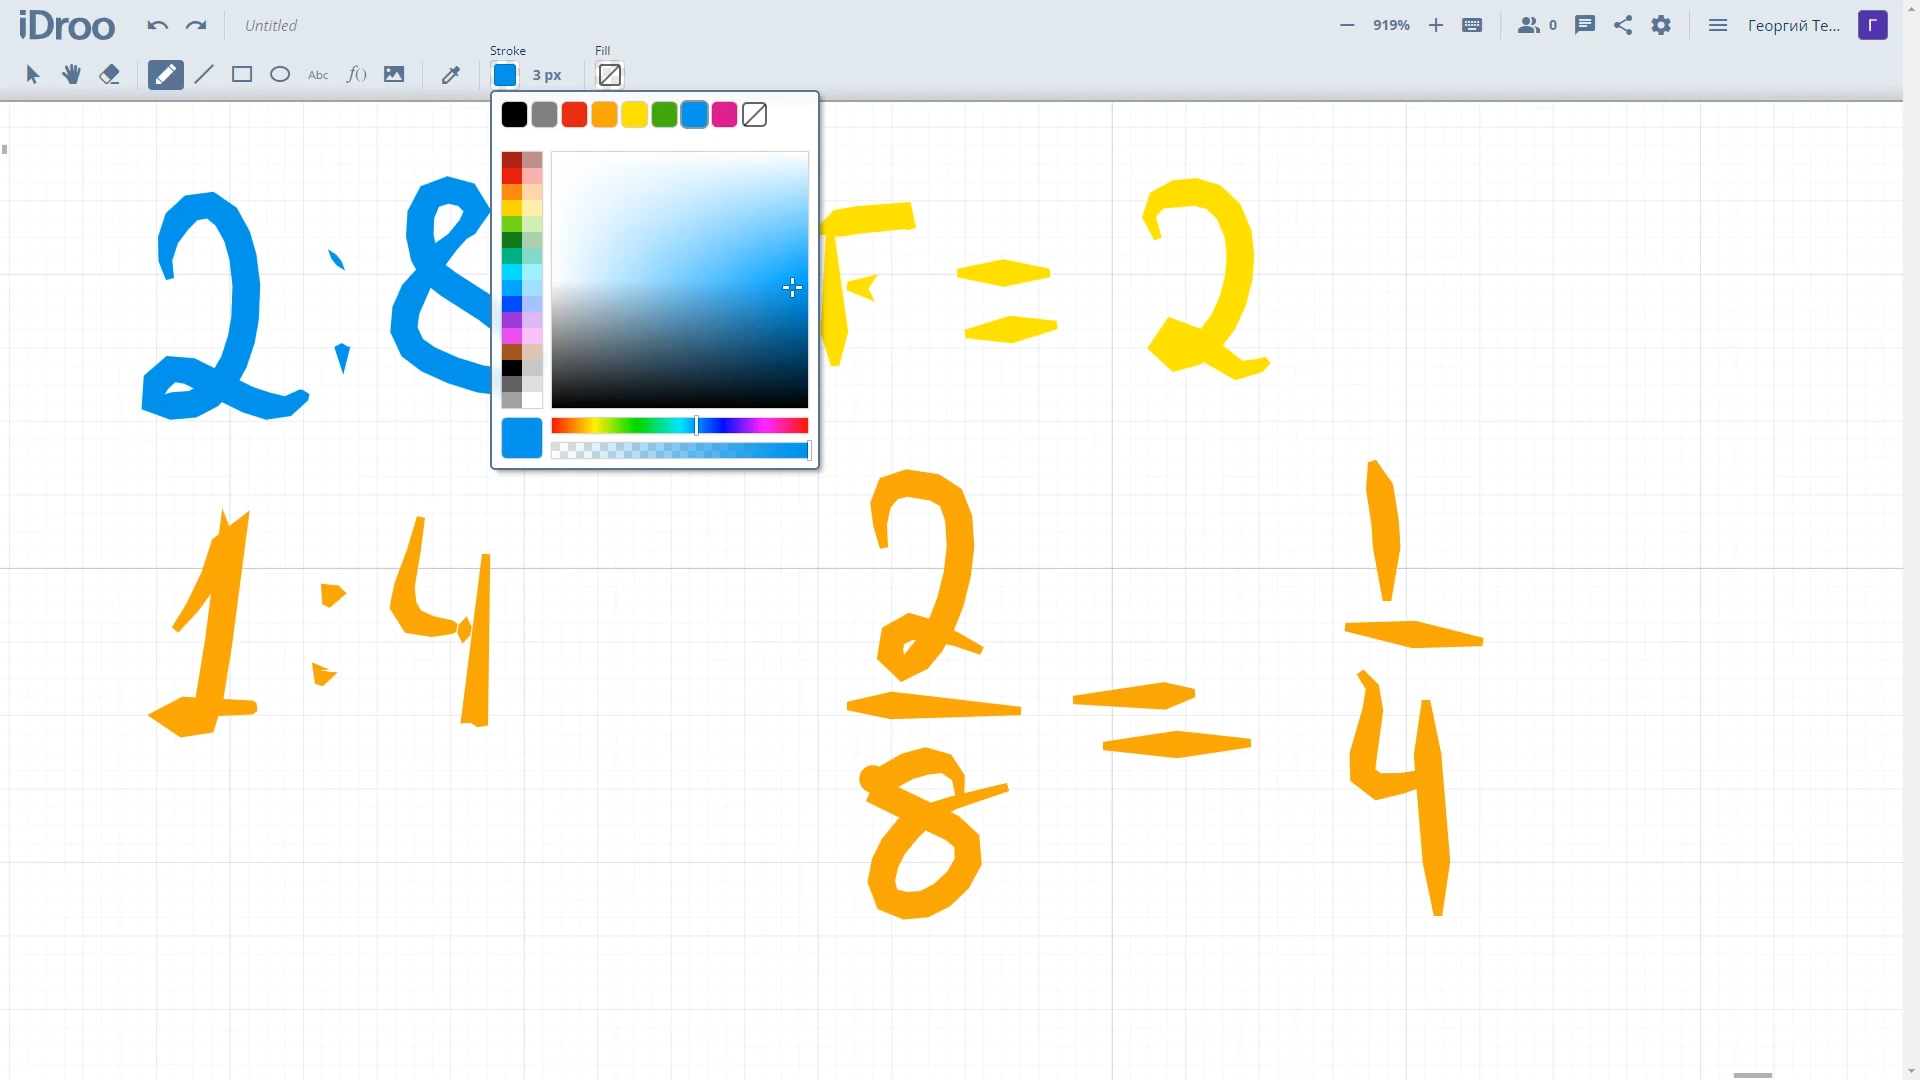 iDroo Untitled 919% 0 Георгий Те... Г
Stroke Fill
Abc f() 3 px
2:8 F = 2
1:4 2/8 = 1/4